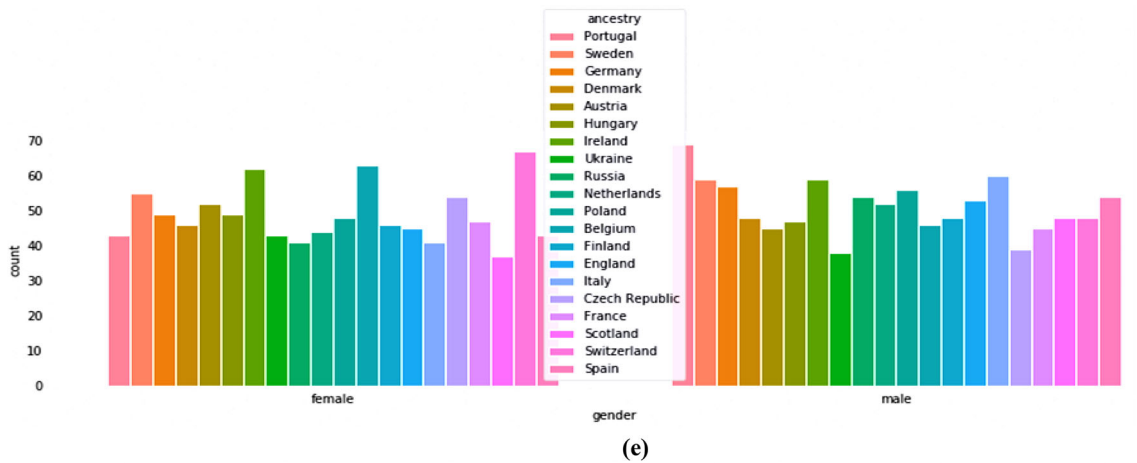 ancestry
Portugal
Sweden
Germany
Denmark
Austria
Hungary
Ireland
Ukraine
Russia
Netherlands
Poland
Belgium
Finland
England
Italy
Czech Republic
France
Scotland
Switzerland
Spain
70
60
50
40
30
20
10
0
count
female
male
gender
(e)